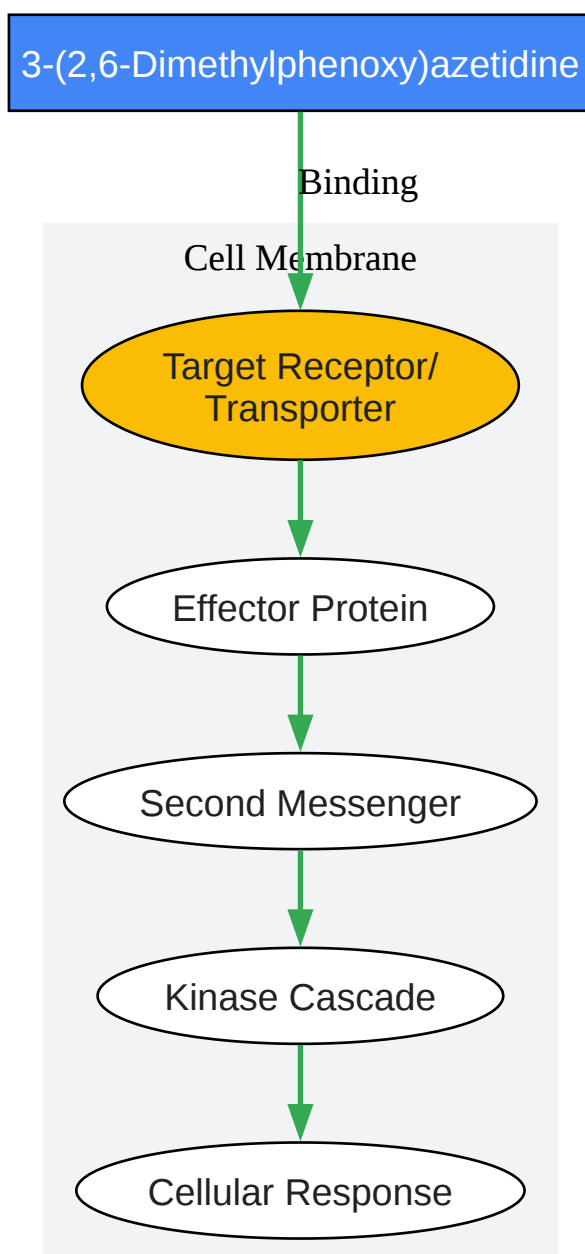 3-(2,6-Dimethylphenoxy)azetidine
Binding
Cell Membrane
Target Receptor/
Transporter
Effector Protein
Second Messenger
Kinase Cascade
Cellular Response